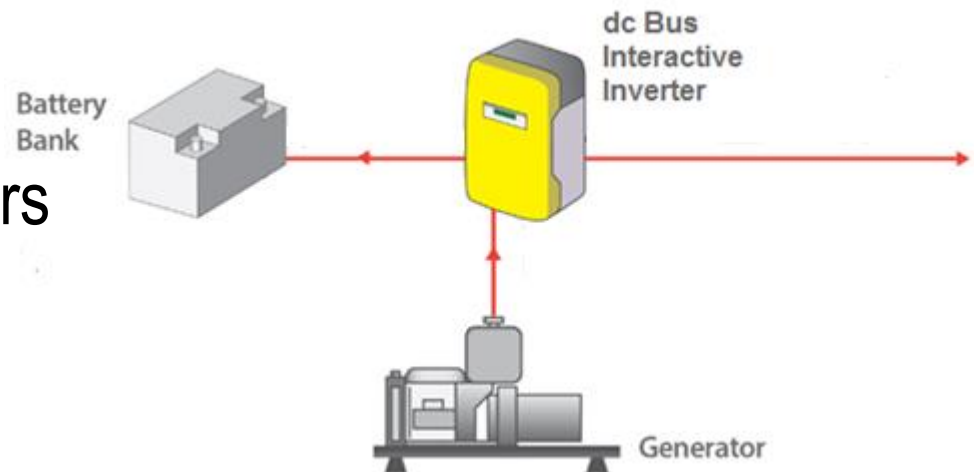 dc Bus
Interactive
Inverter
Battery
Bank
rs
Generator